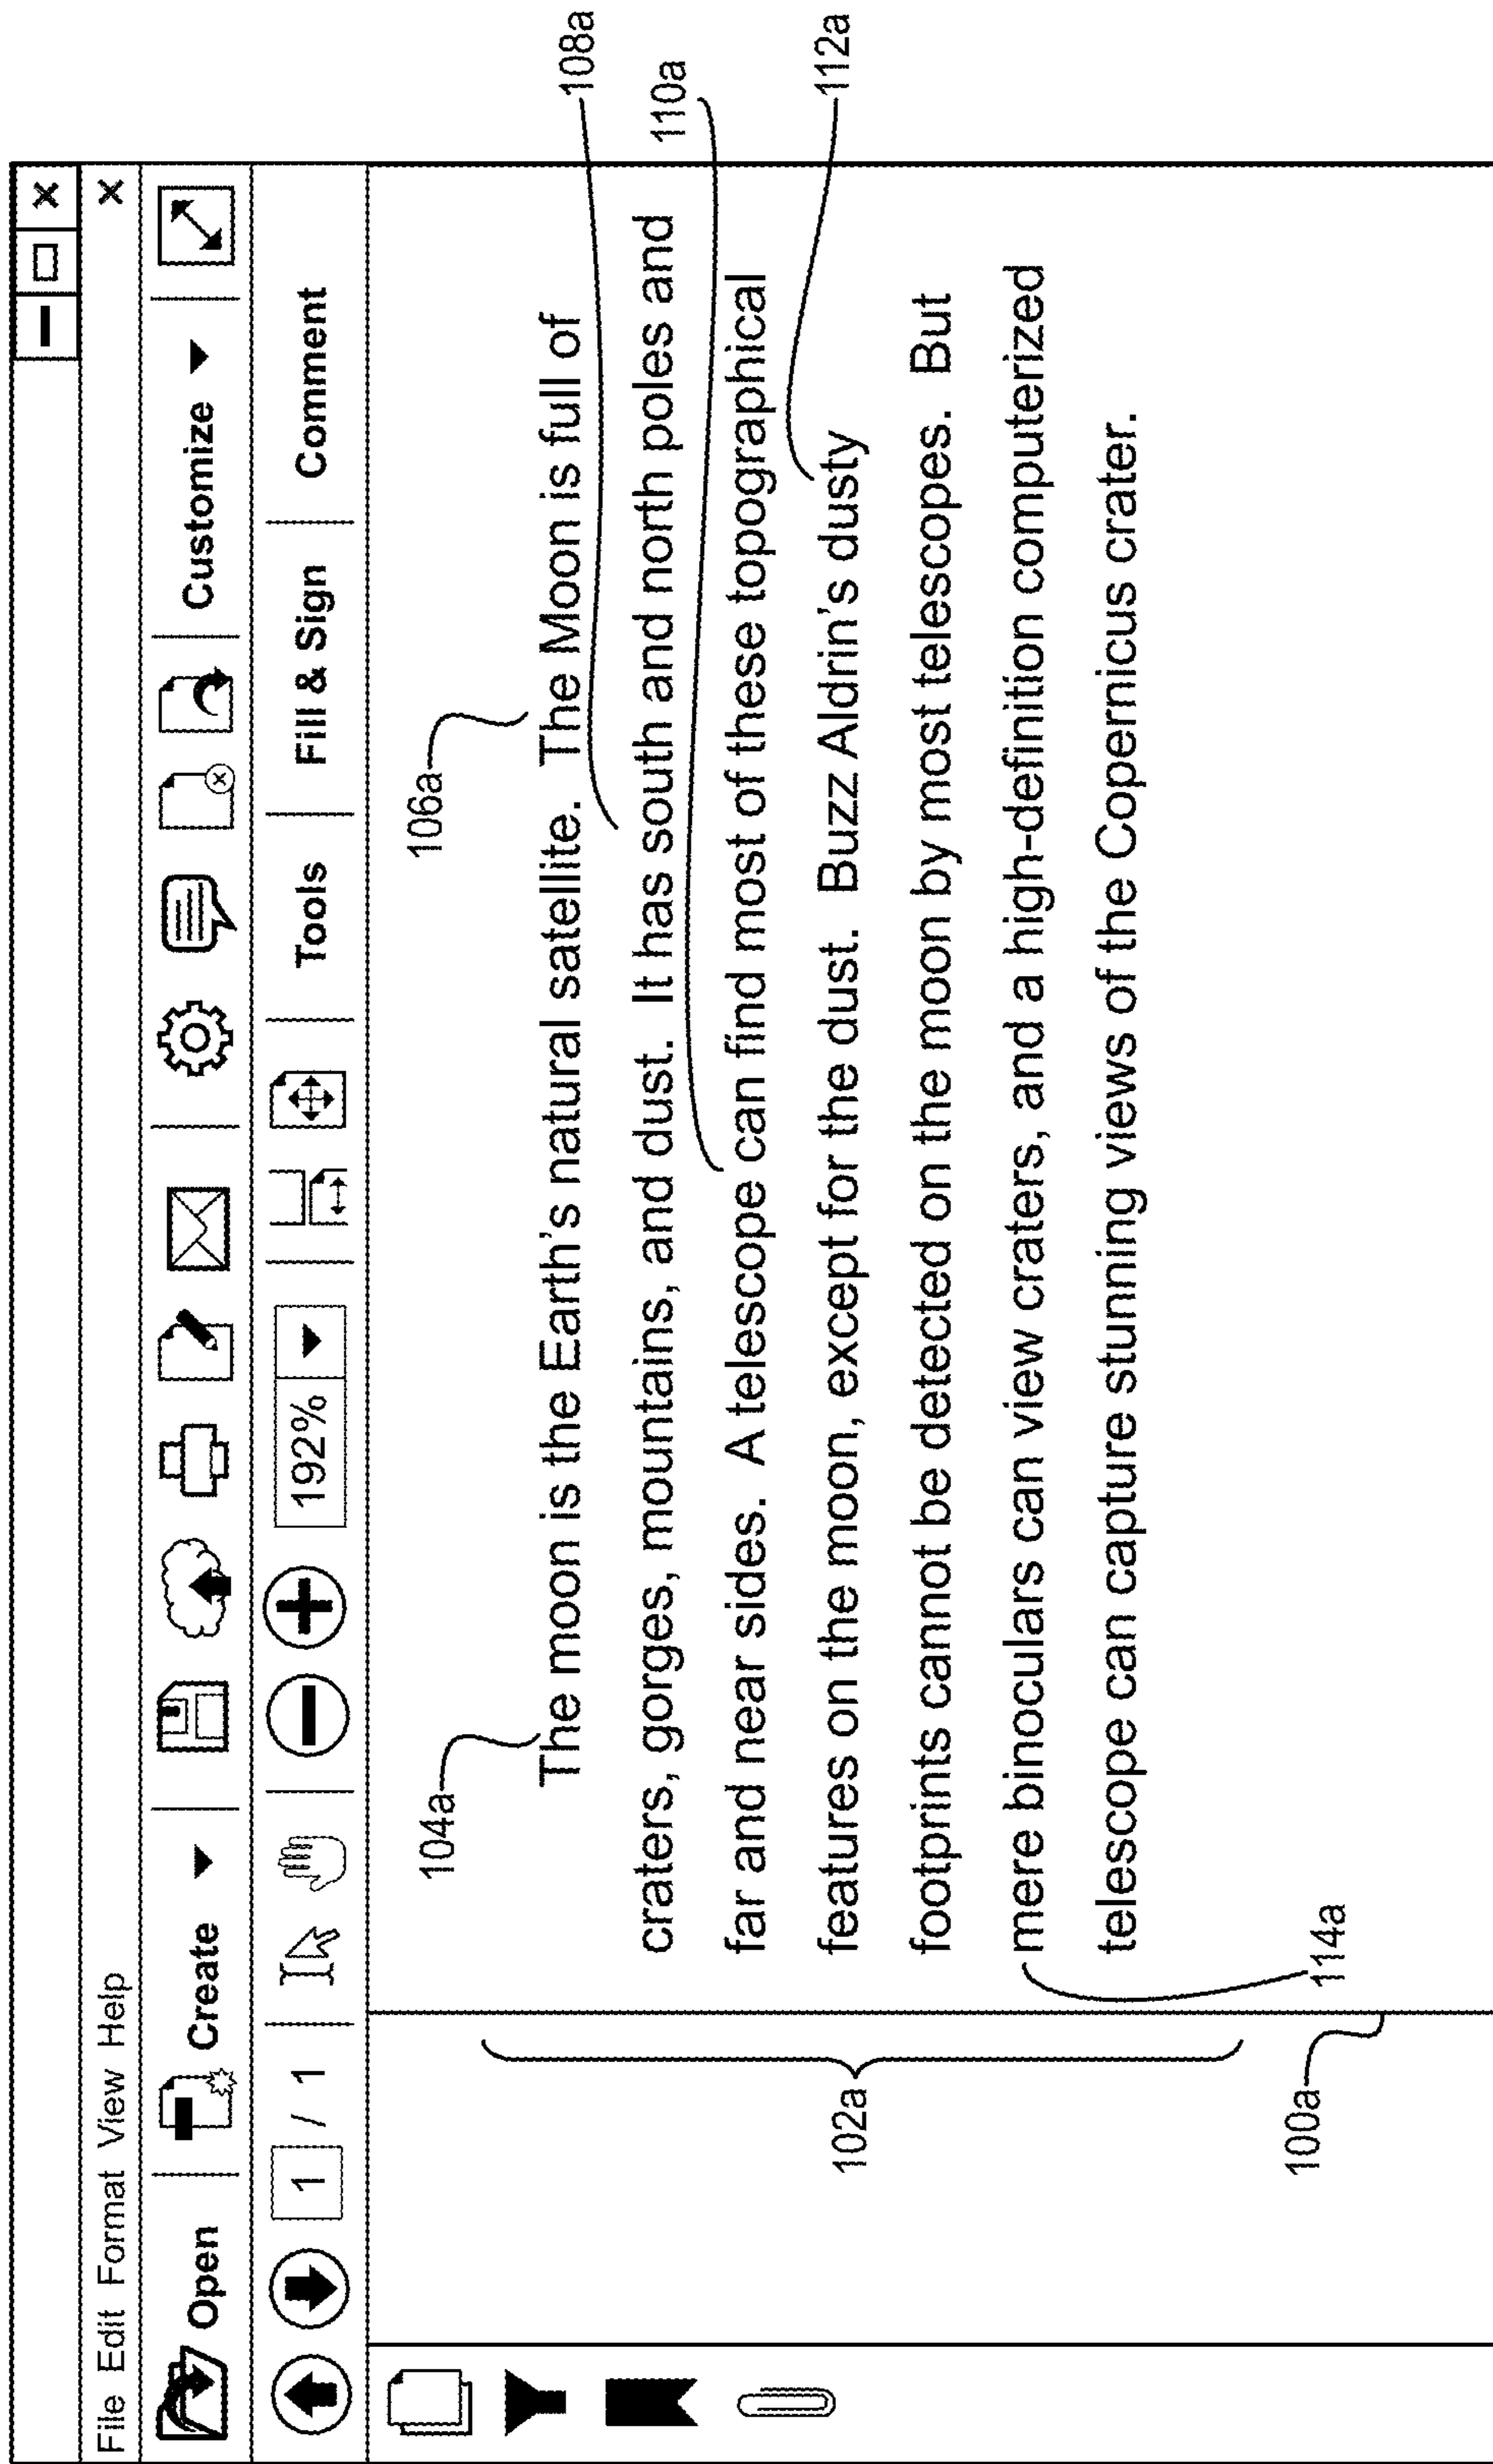 File Edit Format View Help
Open Create Customize
1 / 1 192% Tools Fill & Sign Comment
104a 106a
The moon is the Earth's natural satellite. The Moon is full of
108a
craters, gorges, mountains, and dust. It has south and north poles and
110a
far and near sides. A telescope can find most of these topographical
features on the moon, except for the dust. Buzz Aldrin's dusty
112a
102a
footprints cannot be detected on the moon by most telescopes. But
mere binoculars can view craters, and a high-definition computerized
telescope can capture stunning views of the Copernicus crater.
114a
100a